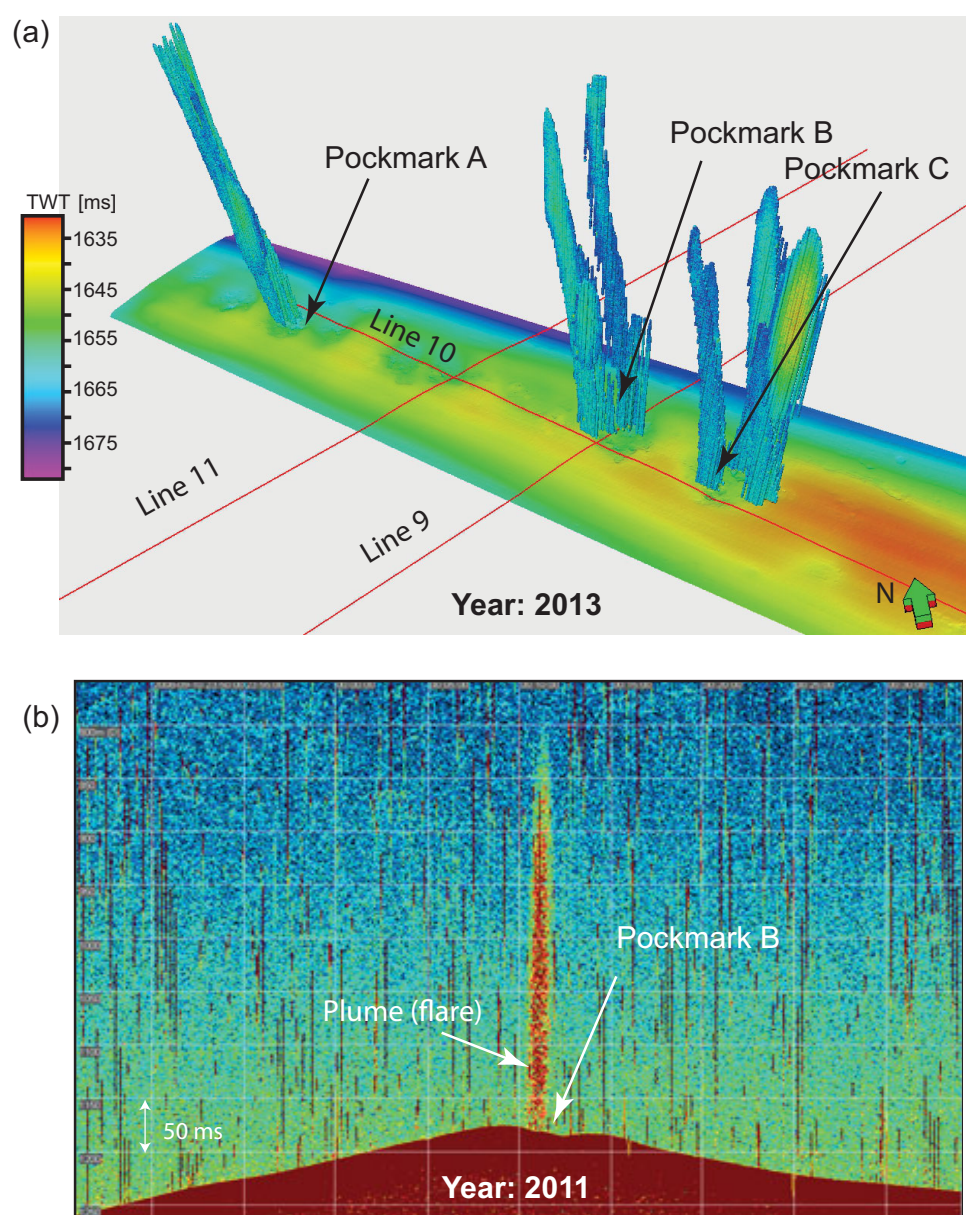 (a)
Pockmark B
Pockmark A
Pockmark C
TWT [ms]
1635
1645
1655
1665
1675
Line 10
Line 11
Line 9
N
Year: 2013
(b)
Pockmark B
Plume (flare)
50 ms
Year: 2011